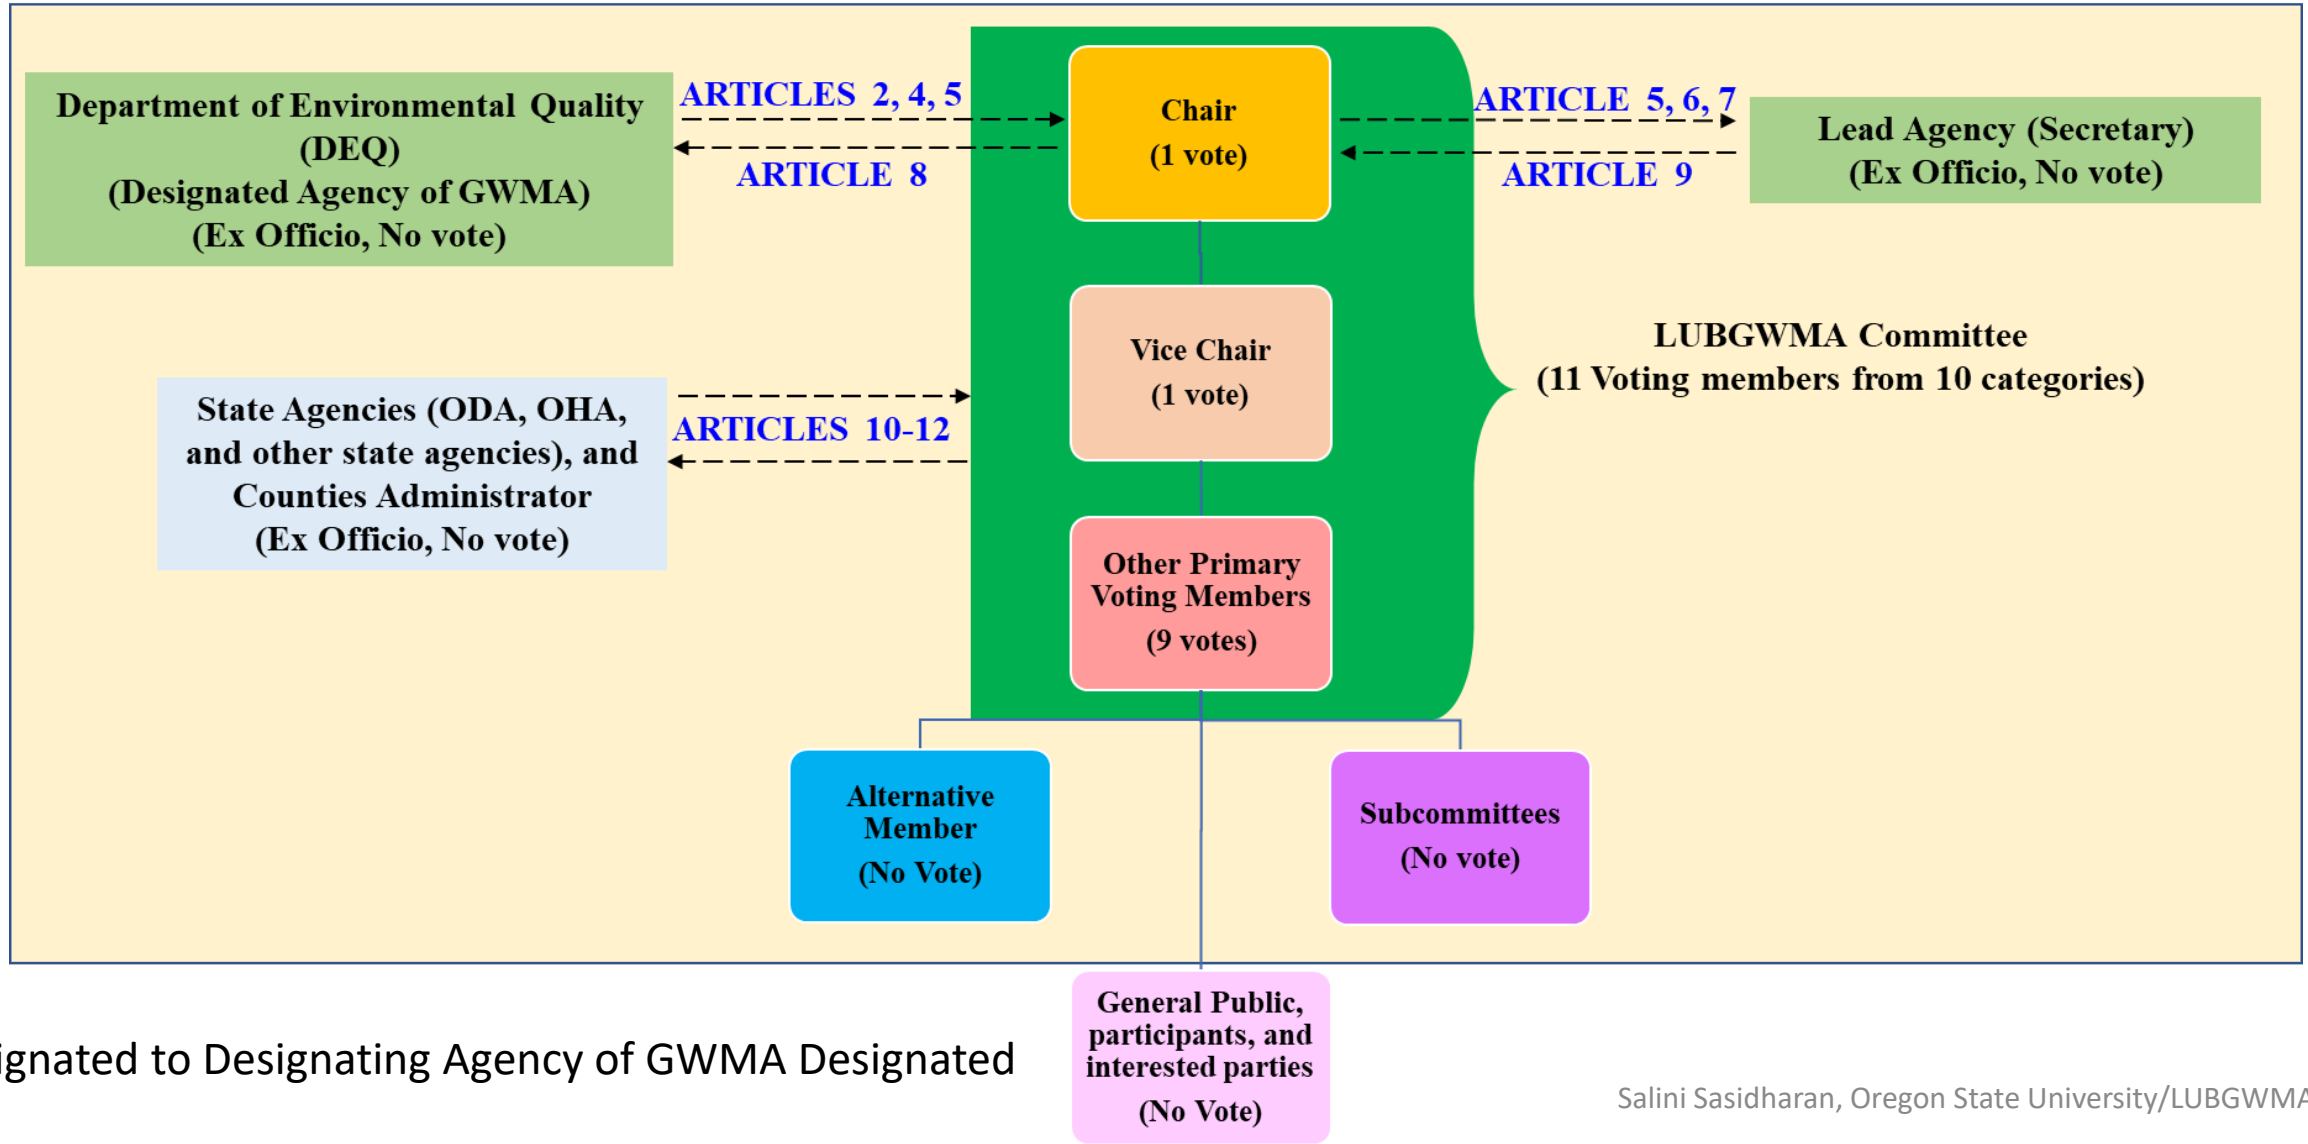 Department of Environmental Quality
(DEQ)
(Designated Agency of GWMA)
(Ex Officio, No vote)
ARTICLES 2, 4, 5
ARTICLE 8
Chair
(1 vote)
ARTICLE 5, 6, 7
ARTICLE 9
Lead Agency (Secretary)
(Ex Officio, No vote)
Vice Chair
(1 vote)
LUBGWMA Committee
(11 Voting members from 10 categories)
State Agencies (ODA, OHA,
and other state agencies), and
Counties Administrator
(Ex Officio, No vote)
ARTICLES 10-12
Other Primary
Voting Members
(9 votes)
Alternative
Member
(No Vote)
Subcommittees
(No vote)
General Public,
participants, and
interested parties
(No Vote)
ignated to Designating Agency of GWMA Designated
Salini Sasidharan, Oregon State University/LUBGWMA